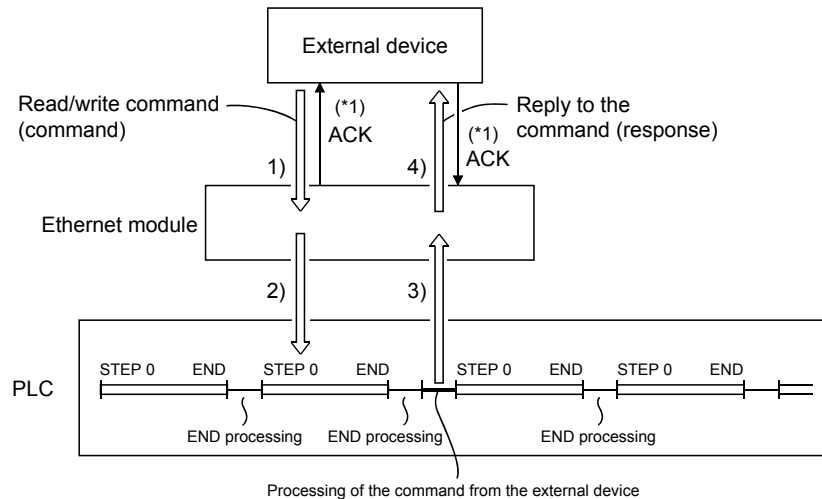 External device
Read/write command
(command)
(*1)
ACK
Reply to the
command (response)
(*1)
ACK
1)
4)
Ethernet module
2)
3)
PLC
STEP 0 END STEP 0 END STEP 0 END STEP 0 END
END processing END processing END processing
Processing of the command from the external device